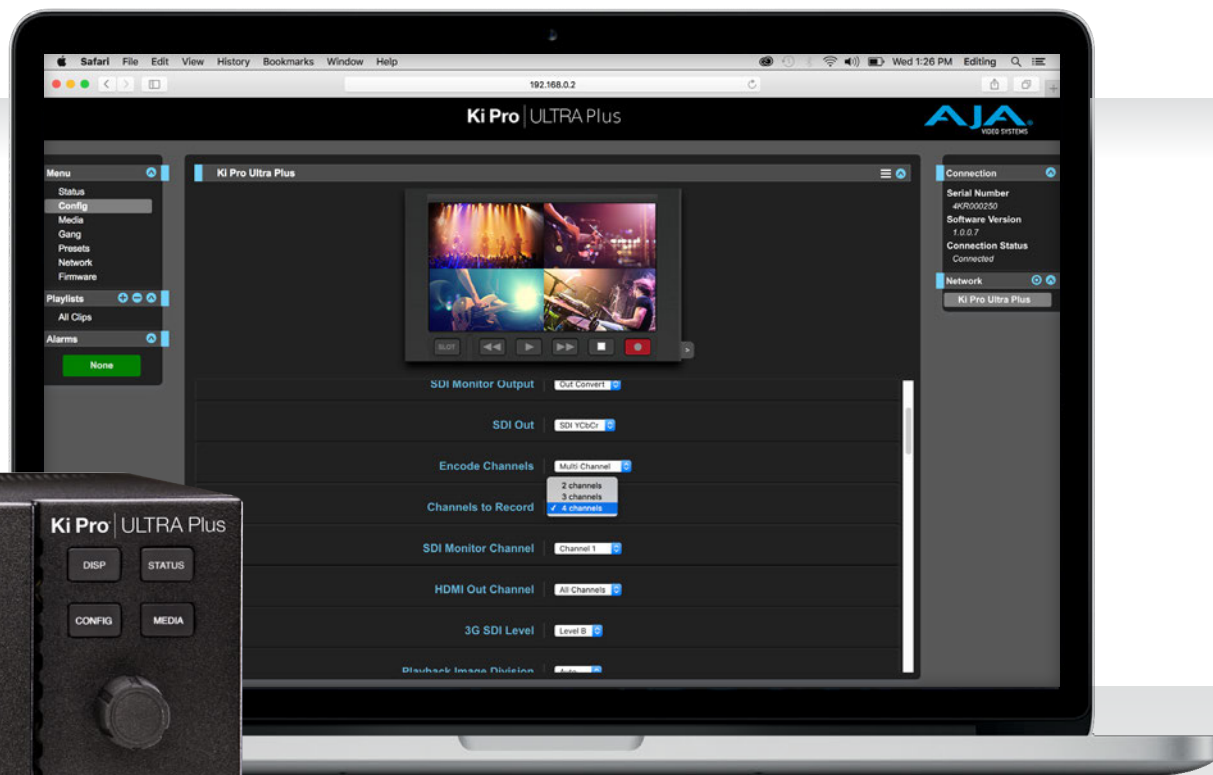 Safari File Edit View History Bookmarks Window Help
Wed 1:26 PM Editing
192.168.0.2
Ki Pro ULTRA Plus
AJA
VIDEO SYSTEMS
Menu
Status
Config
Media
Gang
Presets
Network
Firmware
Playlists
All Clips
Alarms
None
Ki Pro Ultra Plus
SLOT
SDI Monitor Output Out Convert
SDI Out SDI YCbCr
Encode Channels Multi Channel
2 channels
3 channels
Channels to Record ✓ 4 channels
SDI Monitor Channel Channel 1
HDMI Out Channel All Channels
3G SDI Level Level B
Playback Image Division Auto
Connection
Serial Number
4KR000250
Software Version
1.0.0.7
Connection Status
Connected
Network
Ki Pro Ultra Plus
Ki Pro ULTRA Plus
DISP STATUS
CONFIG MEDIA